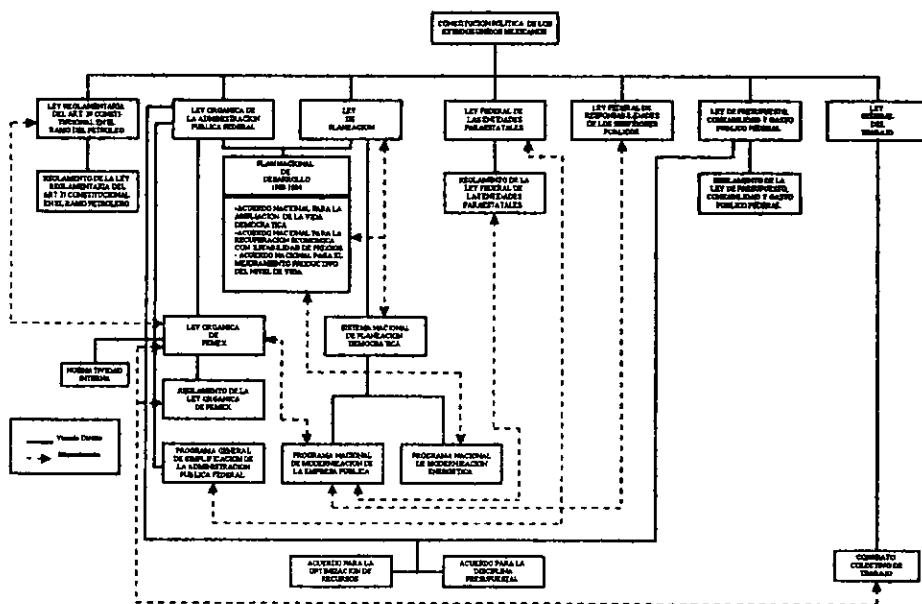 CONSTITUCION POLITICA DE LOS
ESTADOS UNIDOS MEXICANOS
LEY REGLAMENTARIA
DEL ART 27 CONSTI-
TUCIONAL EN EL
RAMO DEL PETROLEO
LEY ORGANICA DE
LA ADMINISTRACION
PUBLICA FEDERAL
LEY
DE
PLANEACION
LEY FEDERAL
DE LAS ENTIDADES
PARAESTATALES
LEY FEDERAL DE
RESPONSABILIDADES
DE LOS SERVIDORES
PUBLICOS
LEY DE PRESUPUESTO,
CONTABILIDAD Y GASTO
PUBLICO FEDERAL
LEY
GENERAL
DEL
TRABAJO
REGLAMENTO DE LA LEY
REGLAMENTARIA DEL
ART 27 CONSTITUCIONAL
EN EL RAMO PETROLERO
PLAN NACIONAL
DE
DESARROLLO
REGLAMENTO DE LA
LEY FEDERAL DE
LAS ENTIDADES
PARAESTATALES
REGLAMENTO DE LA
LEY DE PRESUPUESTO,
CONTABILIDAD Y GASTO
PUBLICO FEDERAL
-ACUERDO NACIONAL PARA LA
AMPLIACION DE LA VIDA
DEMOCRATICA
-ACUERDO NACIONAL PARA LA
RECUPERACION ECONOMICA
CON ESTABILIDAD DE PRECIOS
- ACUERDO NACIONAL PARA EL
MEJORAMIENTO PRODUCTIVO
DEL NIVEL DE VIDA
LEY ORGANICA
DE
PEMEX
SISTEMA NACIONAL
DE PLANEACION
DEMOCRATICA
NORMATIVIDAD
INTERNA
REGLAMENTO DE LA
LEY ORGANICA
DE PEMEX
Vinculo Directo
PROGRAMA GENERAL
DE SIMPLIFICACION DE
LA ADMINISTRACION
PUBLICA FEDERAL
PROGRAMA NACIONAL
DE MODERNIZACION DE
LA EMPRESA PUBLICA
PROGRAMA NACIONAL
DE MODERNIZACION
ENERGETICA
ACUERDO PARA LA
OPTIMIZACION DE
RECURSOS
ACUERDO PARA LA
DISCIPLINA
PRESUPUESTAL
CONTRATO
COLECTIVO DE
TRABAJO